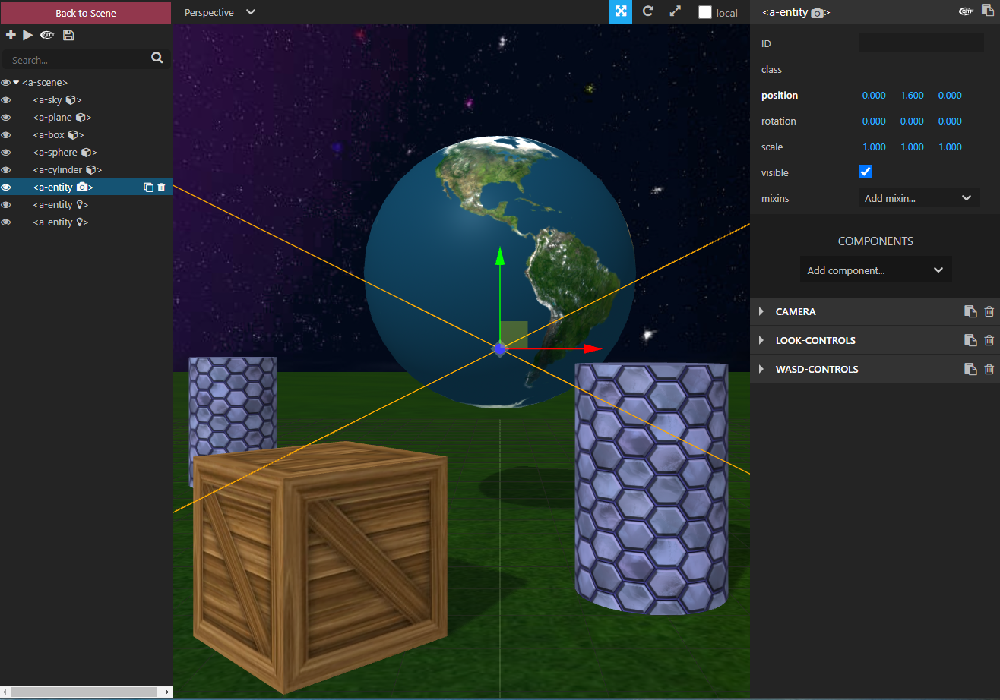 Back to Scene
Perspective
local
<a-entity >
GLTF
GLTF
Search...
<a-scene>
<a-sky >
<a-plane >
<a-box >
<a-sphere >
<a-cylinder >
<a-entity >
<a-entity >
<a-entity >
ID
class
position 0.000 1.600 0.000
rotation 0.000 0.000 0.000
scale 1.000 1.000 1.000
visible
mixins Add mixin...
COMPONENTS
Add component...
CAMERA
LOOK-CONTROLS
WASD-CONTROLS